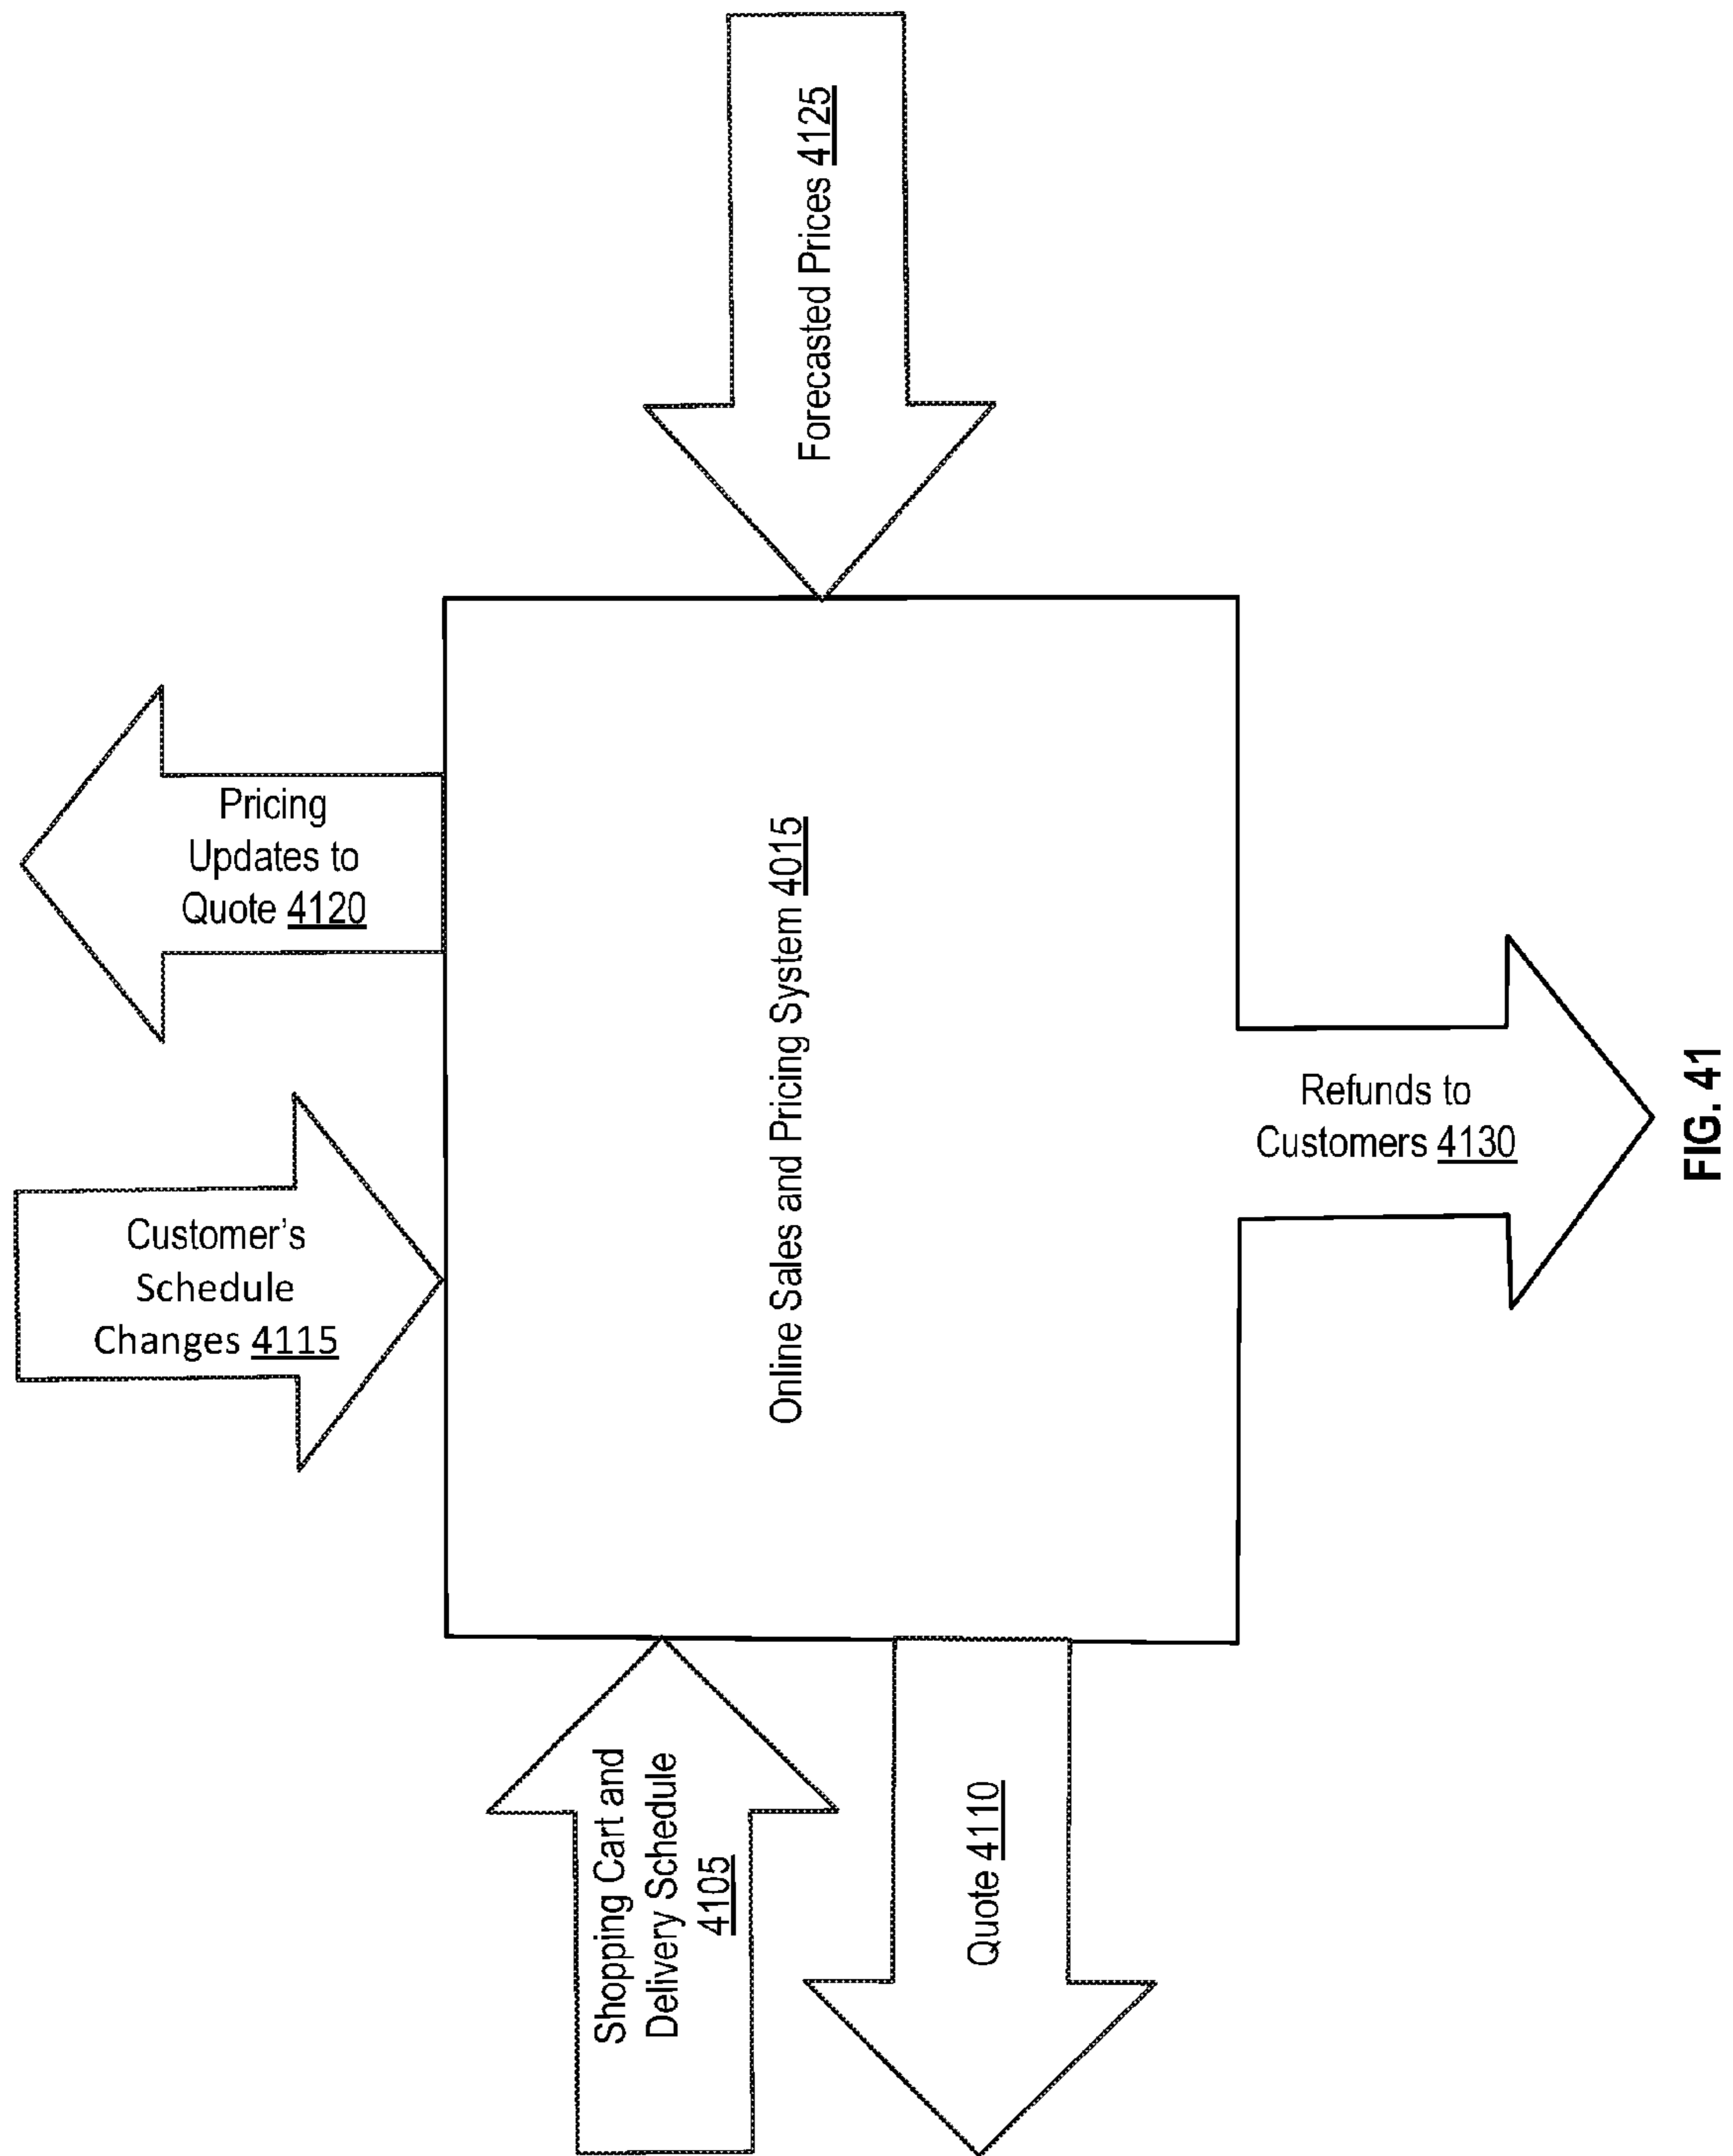 Customer's
Schedule
Changes 4115
Pricing
Updates to
Quote 4120
Shopping Cart and
Delivery Schedule
4105
Online Sales and Pricing System 4015
Forecasted Prices 4125
Quote 4110
Refunds to
Customers 4130
FIG. 41